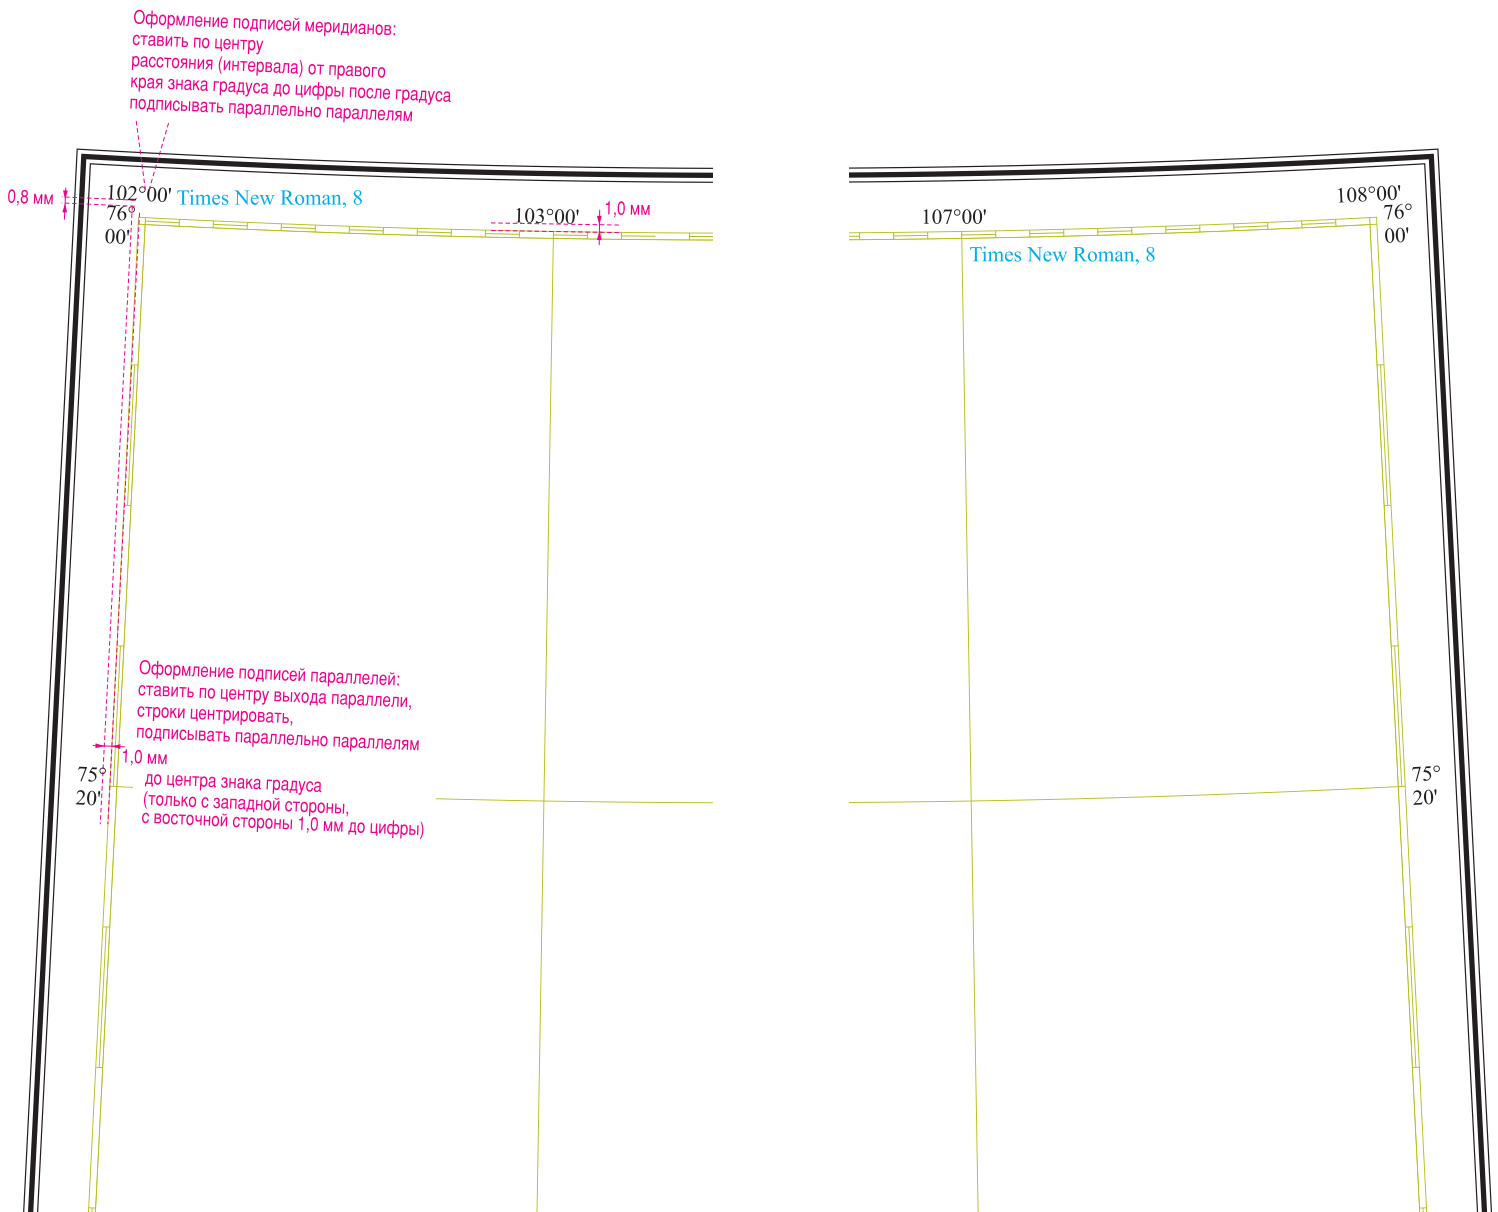 Оформление подписей меридианов:
ставить по центру
расстояния (интервала) от правого
края знака градуса до цифры после градуса
подписывать параллельно параллелям
0,8 мм
102°00'
Times New Roman, 8
76°
00'
103°00'
1,0 мм
107°00'
Times New Roman, 8
108°00'
76°
00'
Оформление подписей параллелей:
ставить по центру выхода параллели,
строки центрировать,
подписывать параллельно параллелям
1,0 мм
75°
20'
до центра знака градуса
(только с западной стороны,
с восточной стороны 1,0 мм до цифры)
75°
20'